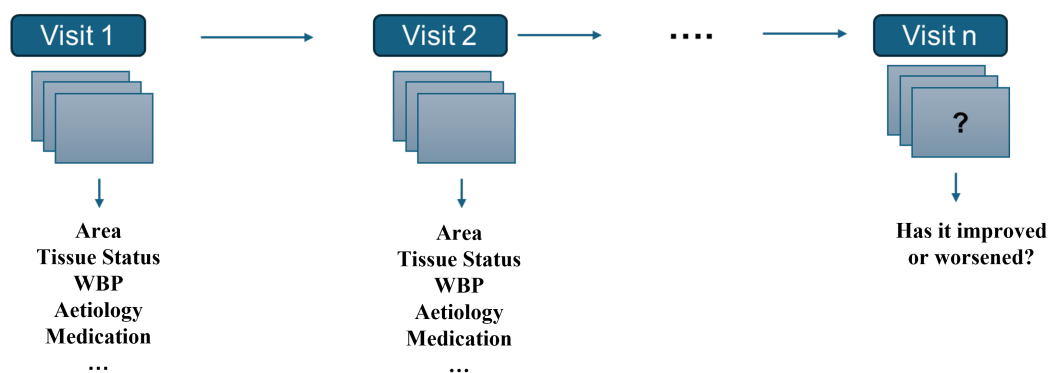 Visit 1
Visit 2
....
Visit n
?
Area
Tissue Status
WBP
Aetiology
Medication
...
Area
Tissue Status
WBP
Aetiology
Medication
...
Has it improved
or worsened?